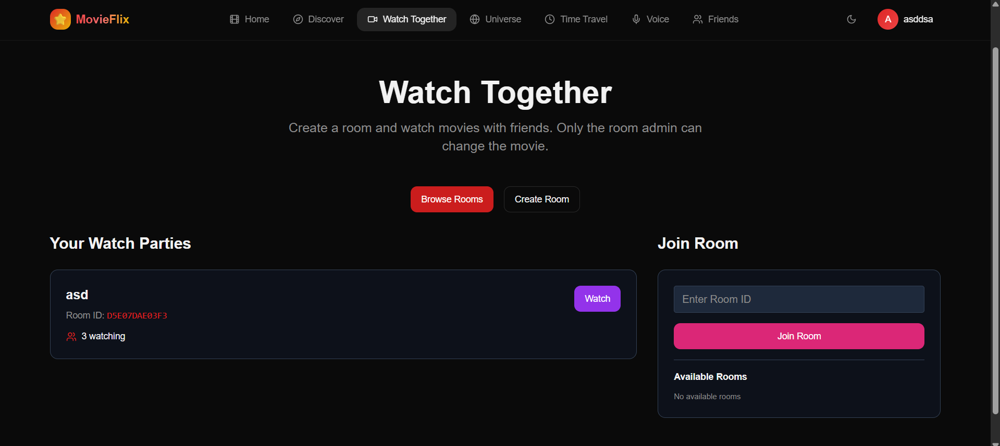 MovieFlix
Home
Discover
Watch Together
Universe
Time Travel
Voice
Friends
A
asddsa
Watch Together
Create a room and watch movies with friends. Only the room admin can
change the movie.
Browse Rooms
Create Room
Your Watch Parties
Join Room
asd
Room ID: D5E07DAE03F3
3 watching
Watch
Enter Room ID
Join Room
Available Rooms
No available rooms